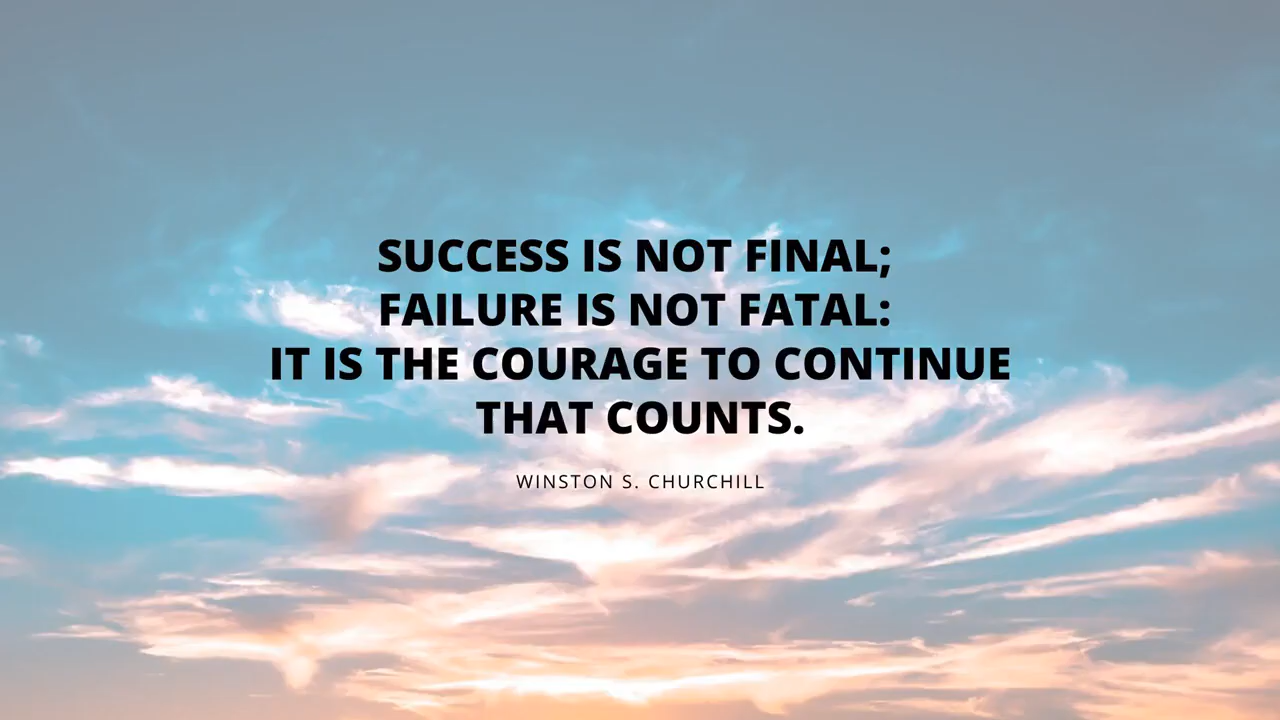 SUCCESS IS NOT FINAL;
FAILURE IS NOT FATAL:
IT IS THE COURAGE TO CONTINUE
THAT COUNTS.
WINSTON S. CHURCHILL